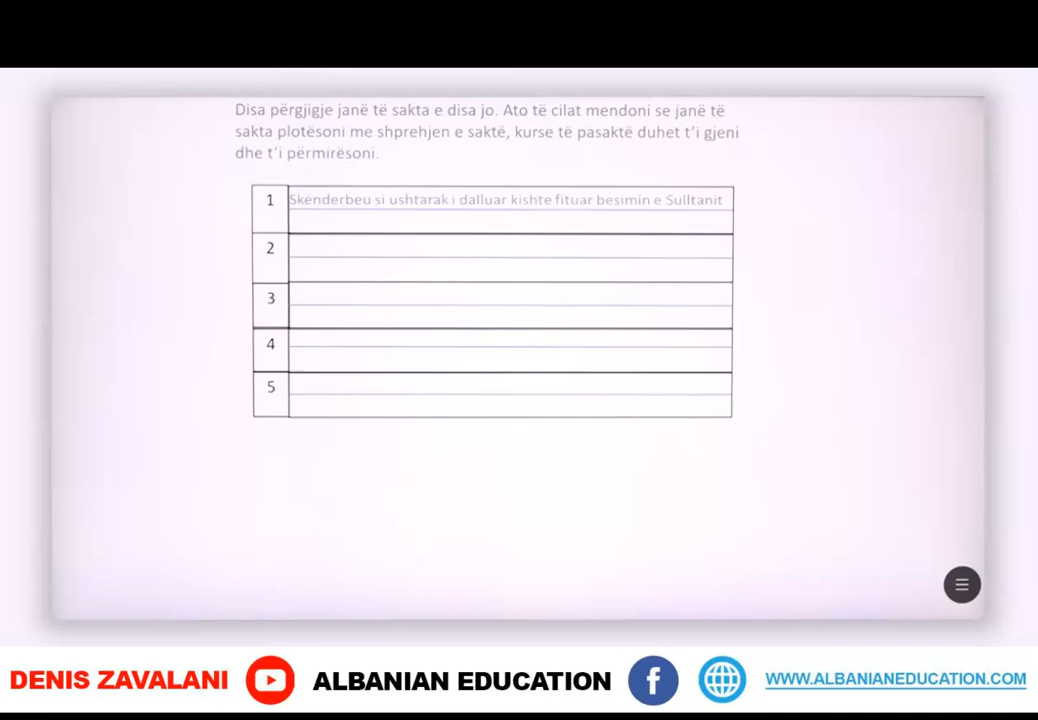 Disa përgjigje janë të sakta e disa jo. Ato të cilat mendoni se janë të
sakta plotësoni me shprehjen e saktë, kurse të pasaktë duhet t’i gjeni
dhe t’i përmirësoni.
1 Skënderbeu si ushtarak i dalluar kishte fituar besimin e Sulltanit
2
3
4
5
DENIS ZAVALANI ALBANIAN EDUCATION WWW.ALBANIANEDUCATION.COM